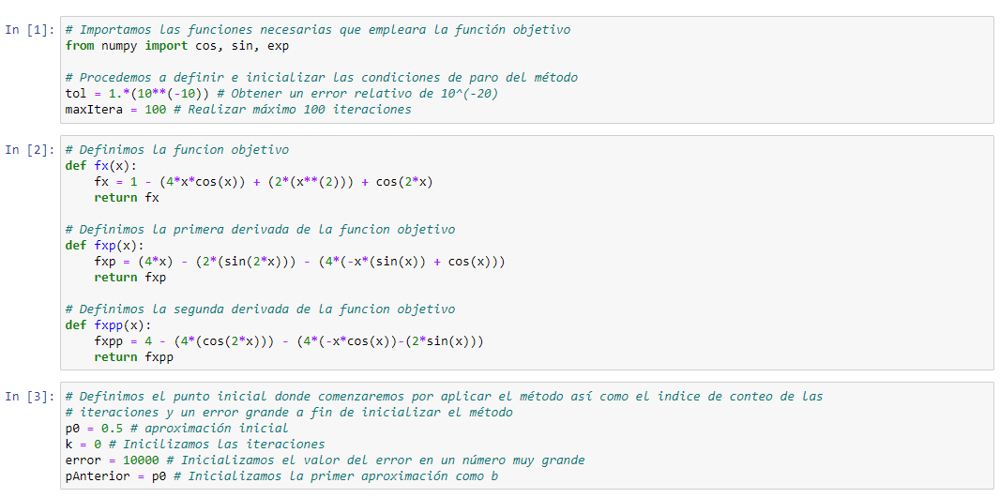 In [1]: # Importamos las funciones necesarias que empleara la función objetivo
from numpy import cos, sin, exp
# Procedemos a definir e inicializar las condiciones de paro del método
tol = 1.*(10**(-10)) # Obtener un error relativo de 10^(-20)
maxItera = 100 # Realizar máximo 100 iteraciones
In [2]: # Definimos la funcion objetivo
def fx(x):
    fx = 1 - (4*x*cos(x)) + (2*(x**(2))) + cos(2*x)
    return fx
# Definimos la primera derivada de la funcion objetivo
def fxp(x):
    fxp = (4*x) - (2*(sin(2*x))) - (4*(-x*(sin(x)) + cos(x)))
    return fxp
# Definimos la segunda derivada de la funcion objetivo
def fxpp(x):
    fxpp = 4 - (4*(cos(2*x))) - (4*(-x*cos(x))-(2*sin(x)))
    return fxpp
In [3]: # Definimos el punto inicial donde comenzaremos por aplicar el método así como el indice de conteo de las
# iteraciones y un error grande a fin de inicializar el método
p0 = 0.5 # aproximación inicial
k = 0 # Inicilizamos las iteraciones
error = 10000 # Inicializamos el valor del error en un número muy grande
pAnterior = p0 # Inicializamos la primer aproximación como b